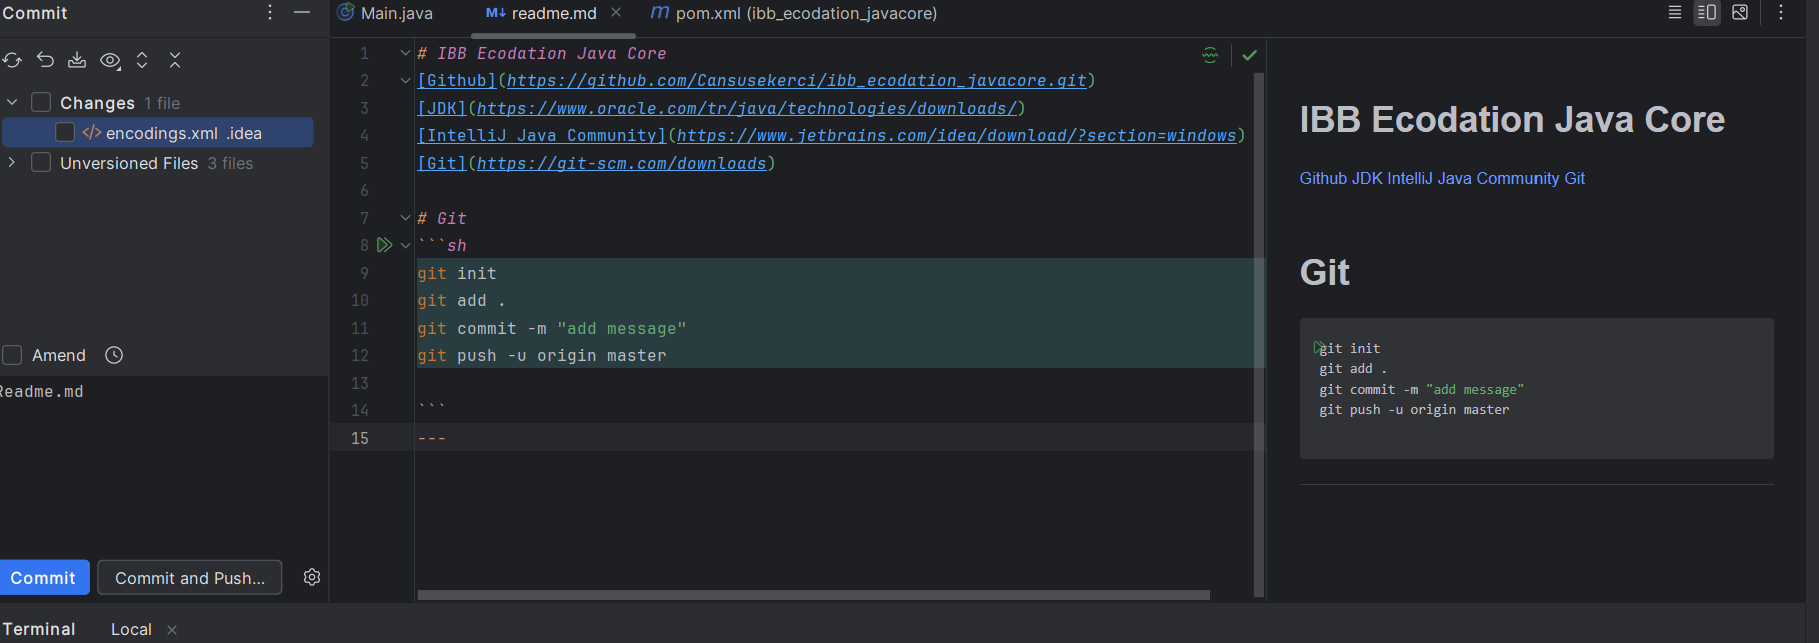 Commit
Main.java
M↓ readme.md
m pom.xml (ibb_ecodation_javacore)
Changes 1 file
</> encodings.xml .idea
Unversioned Files 3 files
Amend
Readme.md
Commit
Commit and Push...
1 # IBB Ecodation Java Core
2 [Github](https://github.com/Cansusekerci/ibb_ecodation_javacore.git)
3 [JDK](https://www.oracle.com/tr/java/technologies/downloads/)
4 [IntelliJ Java Community](https://www.jetbrains.com/idea/download/?section=windows)
5 [Git](https://git-scm.com/downloads)
6
7 # Git
8 ```sh
9 git init
10 git add .
11 git commit -m "add message"
12 git push -u origin master
13
14 ```
15 ---
IBB Ecodation Java Core
Github JDK IntelliJ Java Community Git
Git
git init
git add .
git commit -m "add message"
git push -u origin master
Terminal
Local